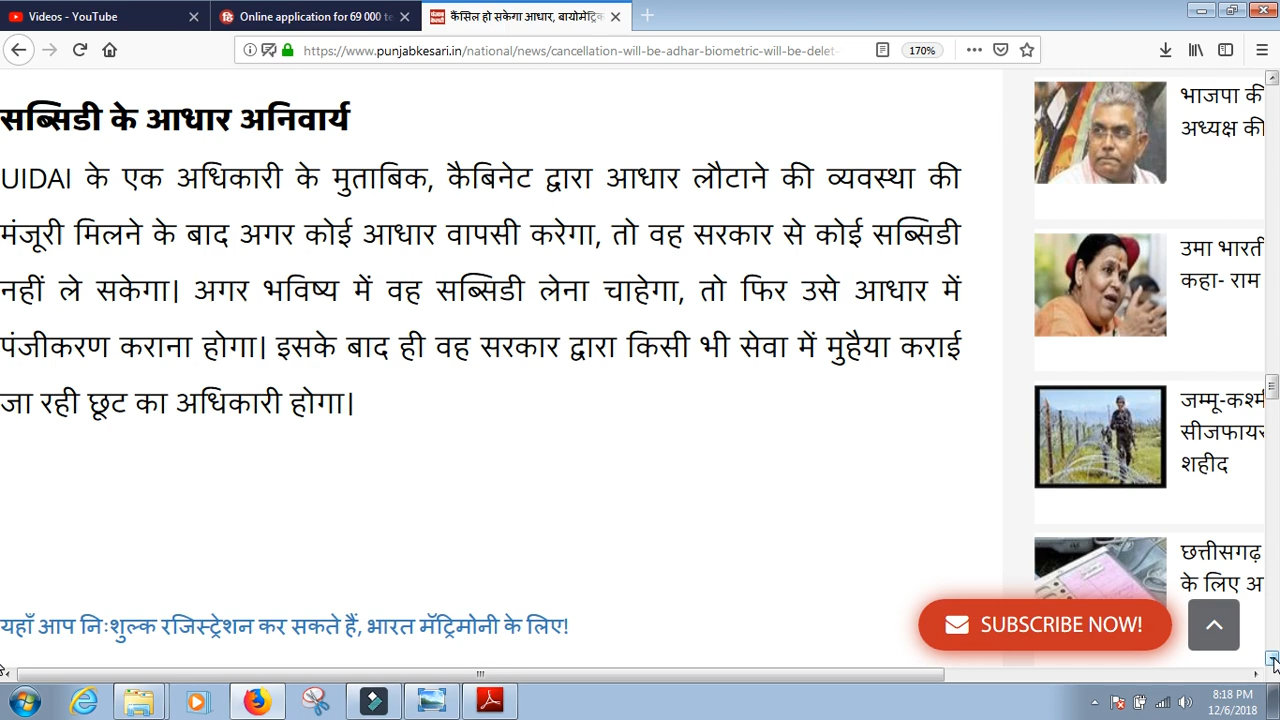 Videos - YouTube
Online application for 69 000 te
कैंसिल हो सकेगा आधार, बायोमेट्रिक
https://www.punjabkesari.in/national/news/cancellation-will-be-adhar-biometric-will-be-delet-
170%
सब्सिडी के आधार अनिवार्य
UIDAI के एक अधिकारी के मुताबिक, कैबिनेट द्वारा आधार लौटाने की व्यवस्था की
मंजूरी मिलने के बाद अगर कोई आधार वापसी करेगा, तो वह सरकार से कोई सब्सिडी
नहीं ले सकेगा। अगर भविष्य में वह सब्सिडी लेना चाहेगा, तो फिर उसे आधार में
पंजीकरण कराना होगा। इसके बाद ही वह सरकार द्वारा किसी भी सेवा में मुहैया कराई
जा रही छूट का अधिकारी होगा।
यहाँ आप निःशुल्क रजिस्ट्रेशन कर सकते हैं, भारत मॅट्रिमोनी के लिए!
भाजपा की
अध्यक्ष की
उमा भारती
कहा- राम
जम्मू-कश्मी
सीजफायर
शहीद
छत्तीसगढ़
के लिए अ
SUBSCRIBE NOW!
8:18 PM
12/6/2018